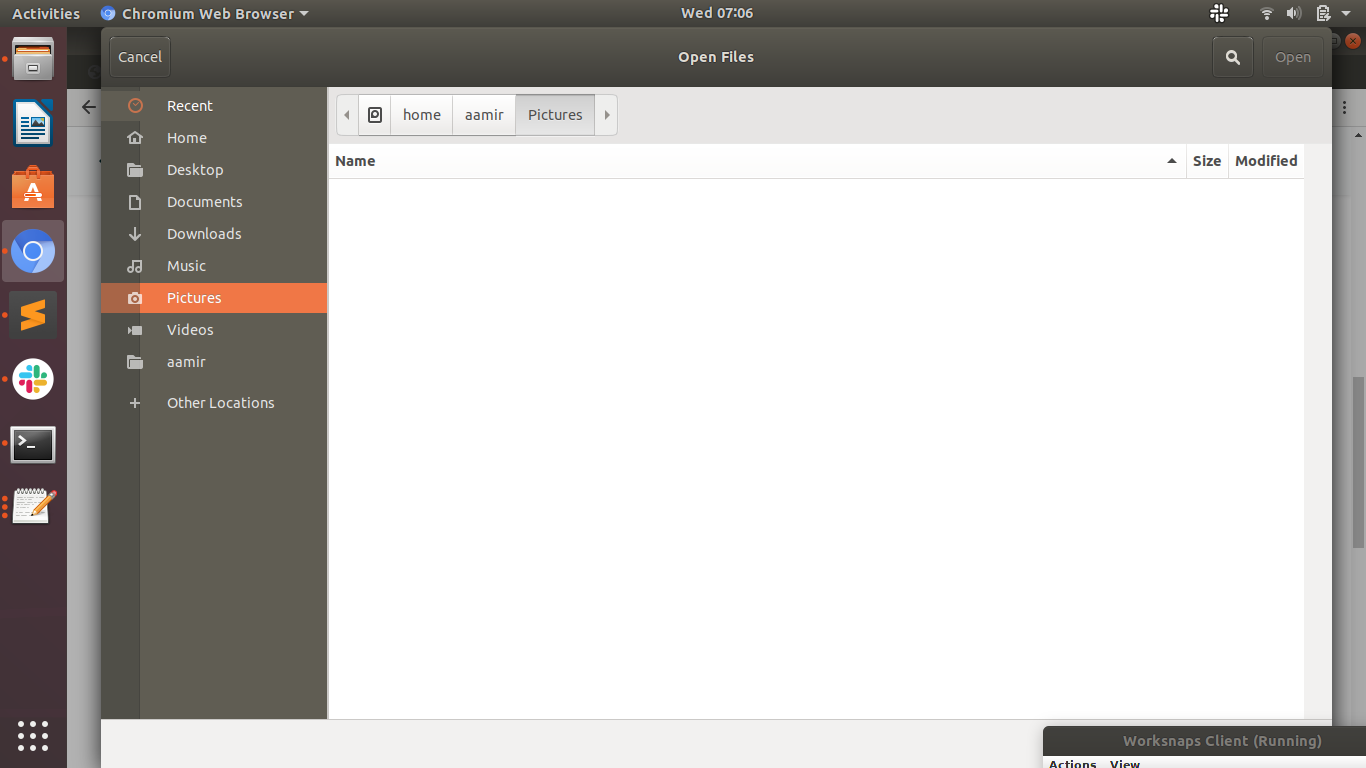 Activities Chromium Web Browser Wed 07:06
Cancel Open Files Open
Recent
Home
Desktop
Documents
Downloads
Music
Pictures
Videos
aamir
Other Locations
home aamir Pictures
Name Size Modified
Worksnaps Client (Running)
Actions View